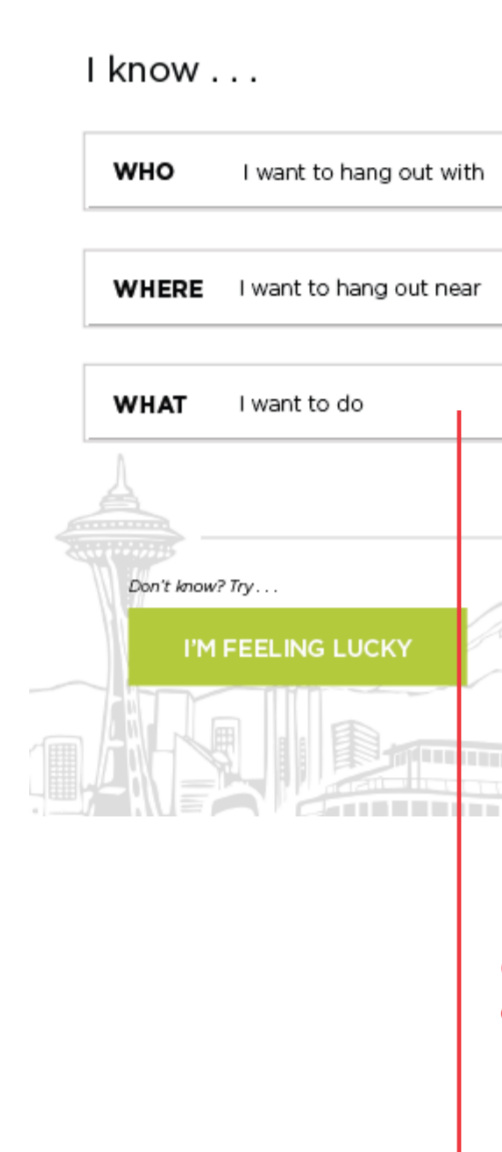 I know . . .
WHO I want to hang out with
WHERE I want to hang out near
WHAT I want to do
Don't know? Try . . .
I'M FEELING LUCKY